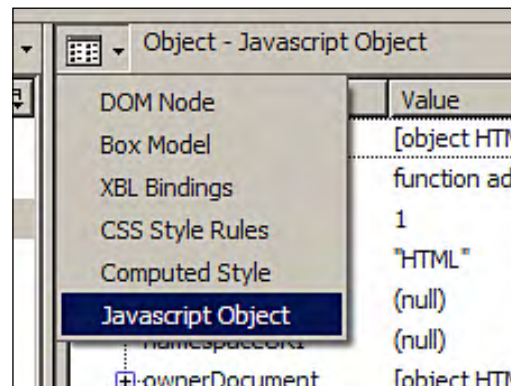 Object - Javascript Object
DOM Node
Value
Box Model
[object HTM
XBL Bindings
function ad
CSS Style Rules
1
Computed Style
"HTML"
Javascript Object
(null)
namespaceURI
(null)
ownerDocument
[object HTM